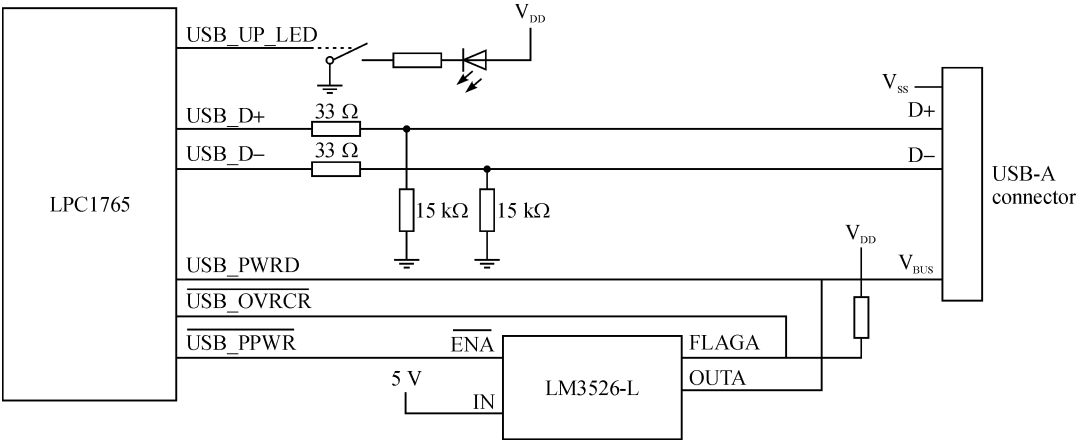 USB_UP_LED
V_DD
USB_D+
33 Ω
V_SS
D+
USB_D−
33 Ω
D−
LPC1765
15 kΩ
15 kΩ
USB-A
connector
V_DD
USB_PWRD
V_BUS
USB_OVRCR
USB_PPWR
ENA
FLAGA
5 V
IN
LM3526-L
OUTA